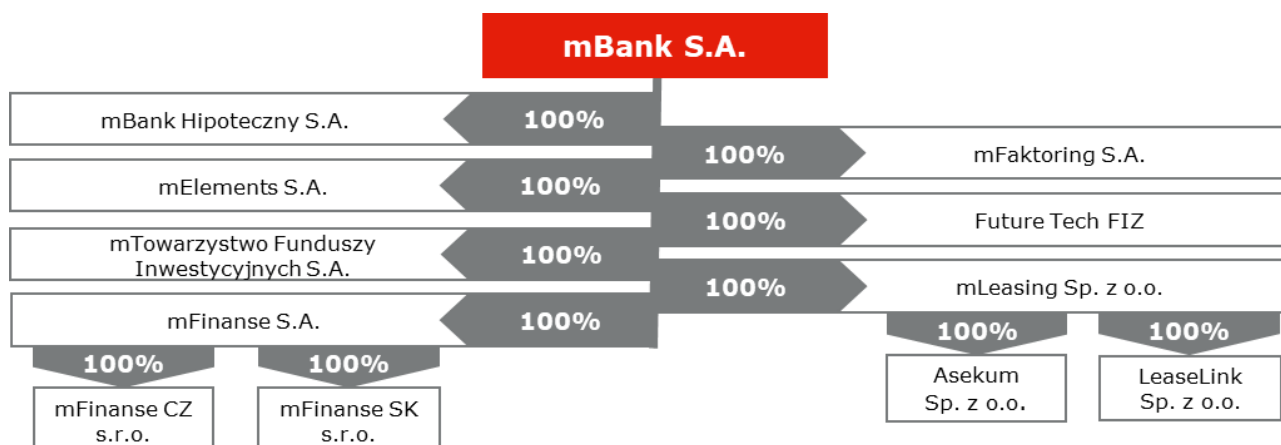 mBank S.A.
mBank Hipoteczny S.A.
100%
100%
mFaktoring S.A.
mElements S.A.
100%
100%
Future Tech FIZ
mTowarzystwo Funduszy
Inwestycyjnych S.A.
100%
100%
mLeasing Sp. z o.o.
mFinanse S.A.
100%
100%
100%
100%
100%
mFinanse CZ
s.r.o.
mFinanse SK
s.r.o.
Asekum
Sp. z o.o.
LeaseLink
Sp. z o.o.